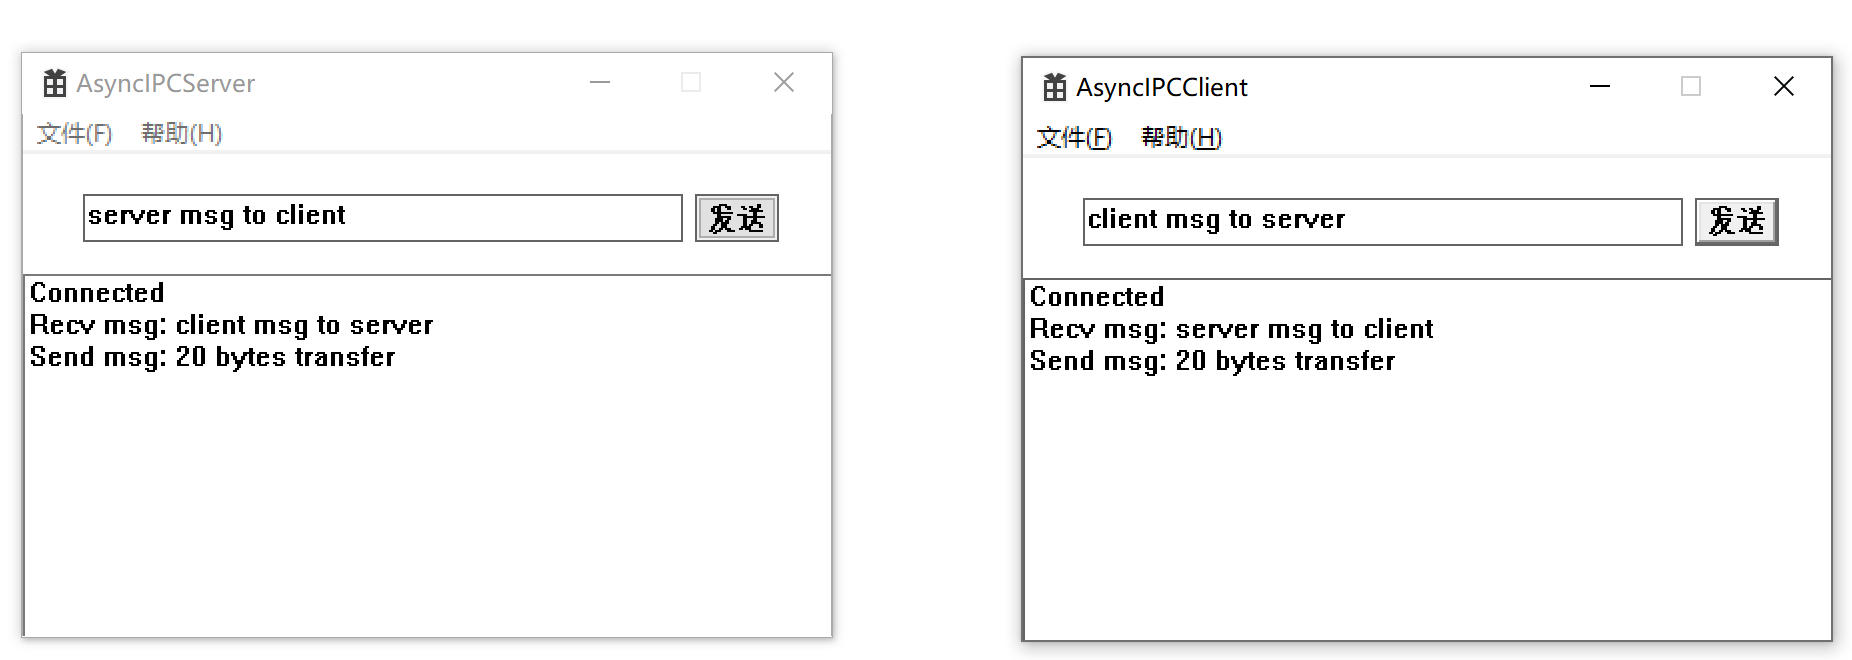 AsyncIPCServer
文件(F) 帮助(H)
server msg to client 发送
Connected
Recv msg: client msg to server
Send msg: 20 bytes transfer
AsyncIPCClient
文件(F) 帮助(H)
client msg to server 发送
Connected
Recv msg: server msg to client
Send msg: 20 bytes transfer